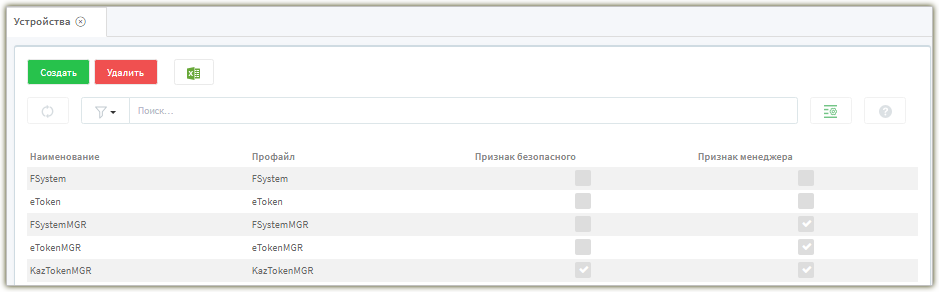 Устройства
Создать Удалить
Поиск...
Наименование Профайл Признак безопасного Признак менеджера
FSystem FSystem
eToken eToken
FSystemMGR FSystemMGR
eTokenMGR eTokenMGR
KazTokenMGR KazTokenMGR